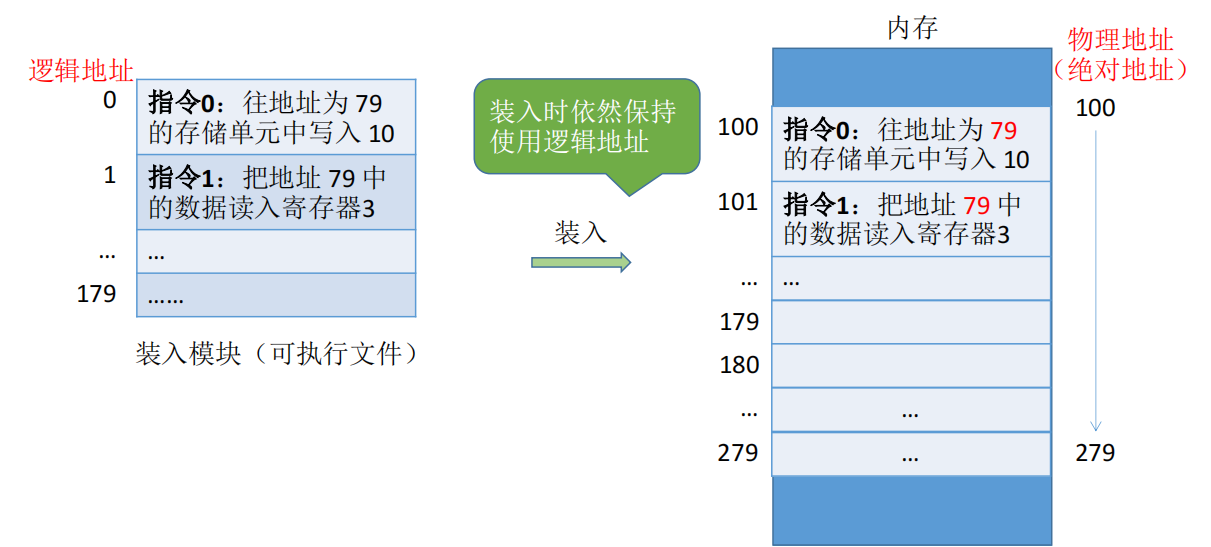 逻辑地址
0
指令0：往地址为 79
的存储单元中写入 10
1
指令1：把地址 79 中
的数据读入寄存器3
...
...
179
......
装入模块（可执行文件）
装入时依然保持
使用逻辑地址
装入
内存
物理地址
（绝对地址）
100
指令0：往地址为 79
的存储单元中写入 10
101
指令1：把地址 79 中
的数据读入寄存器3
...
...
179
180
...
...
279
...
100
279